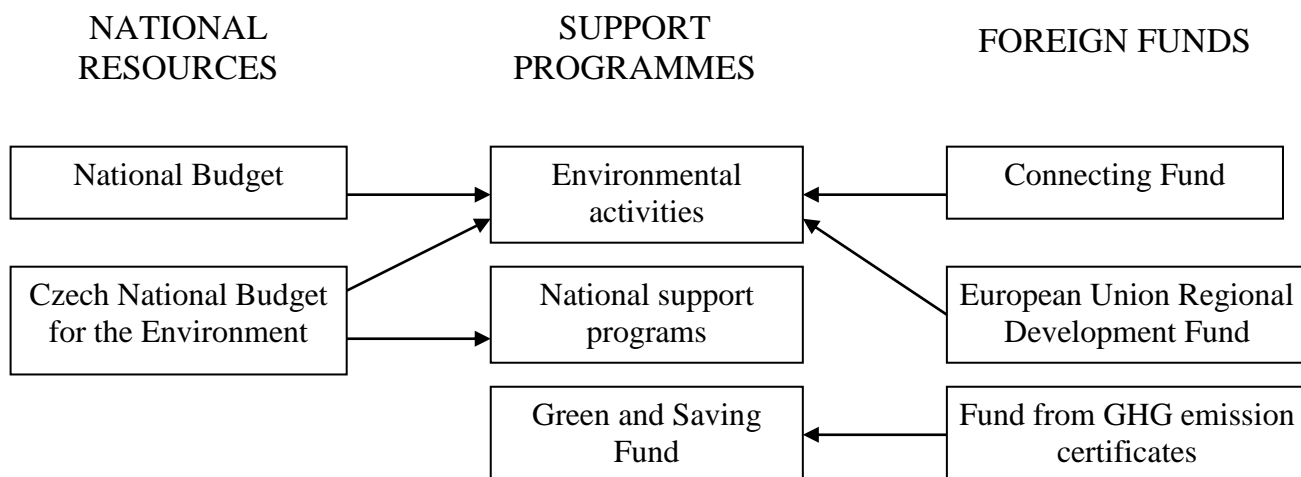 NATIONAL
RESOURCES
SUPPORT
PROGRAMMES
FOREIGN FUNDS
National Budget
Environmental
activities
Connecting Fund
Czech National Budget
for the Environment
National support
programs
European Union Regional
Development Fund
Green and Saving
Fund
Fund from GHG emission
certificates